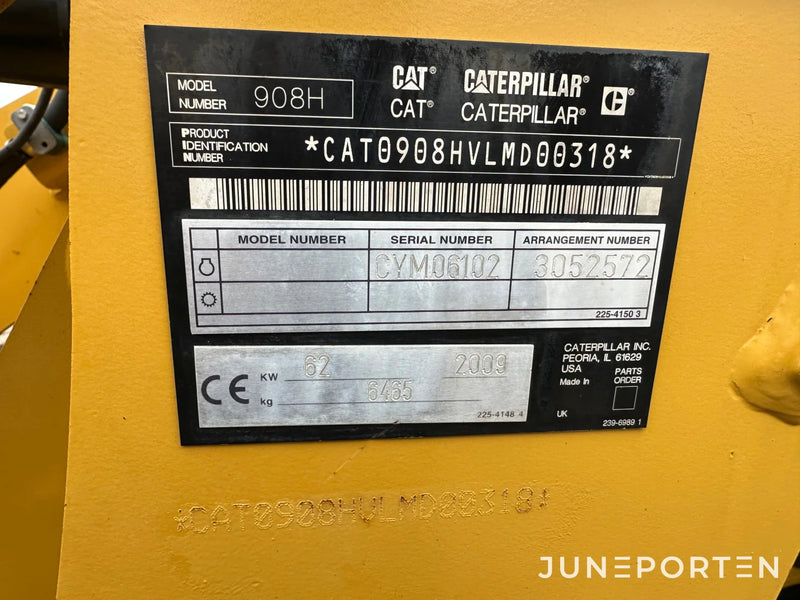 MODEL NUMBER 908H
CAT® CATERPILLAR®
CAT® CATERPILLAR®
PRODUCT IDENTIFICATION NUMBER *CAT0908HVLMD00318*
MODEL NUMBER SERIAL NUMBER ARRANGEMENT NUMBER
CYM06102 3052572
225-4150 3
CE KW 62 2009
kg 6465
225-4148 4
CATERPILLAR INC.
PEORIA, IL 61629
USA
Made In
UK
PARTS
ORDER
239-6989 1
*CAT0908HVLMD00318*
JUNEPORTEN